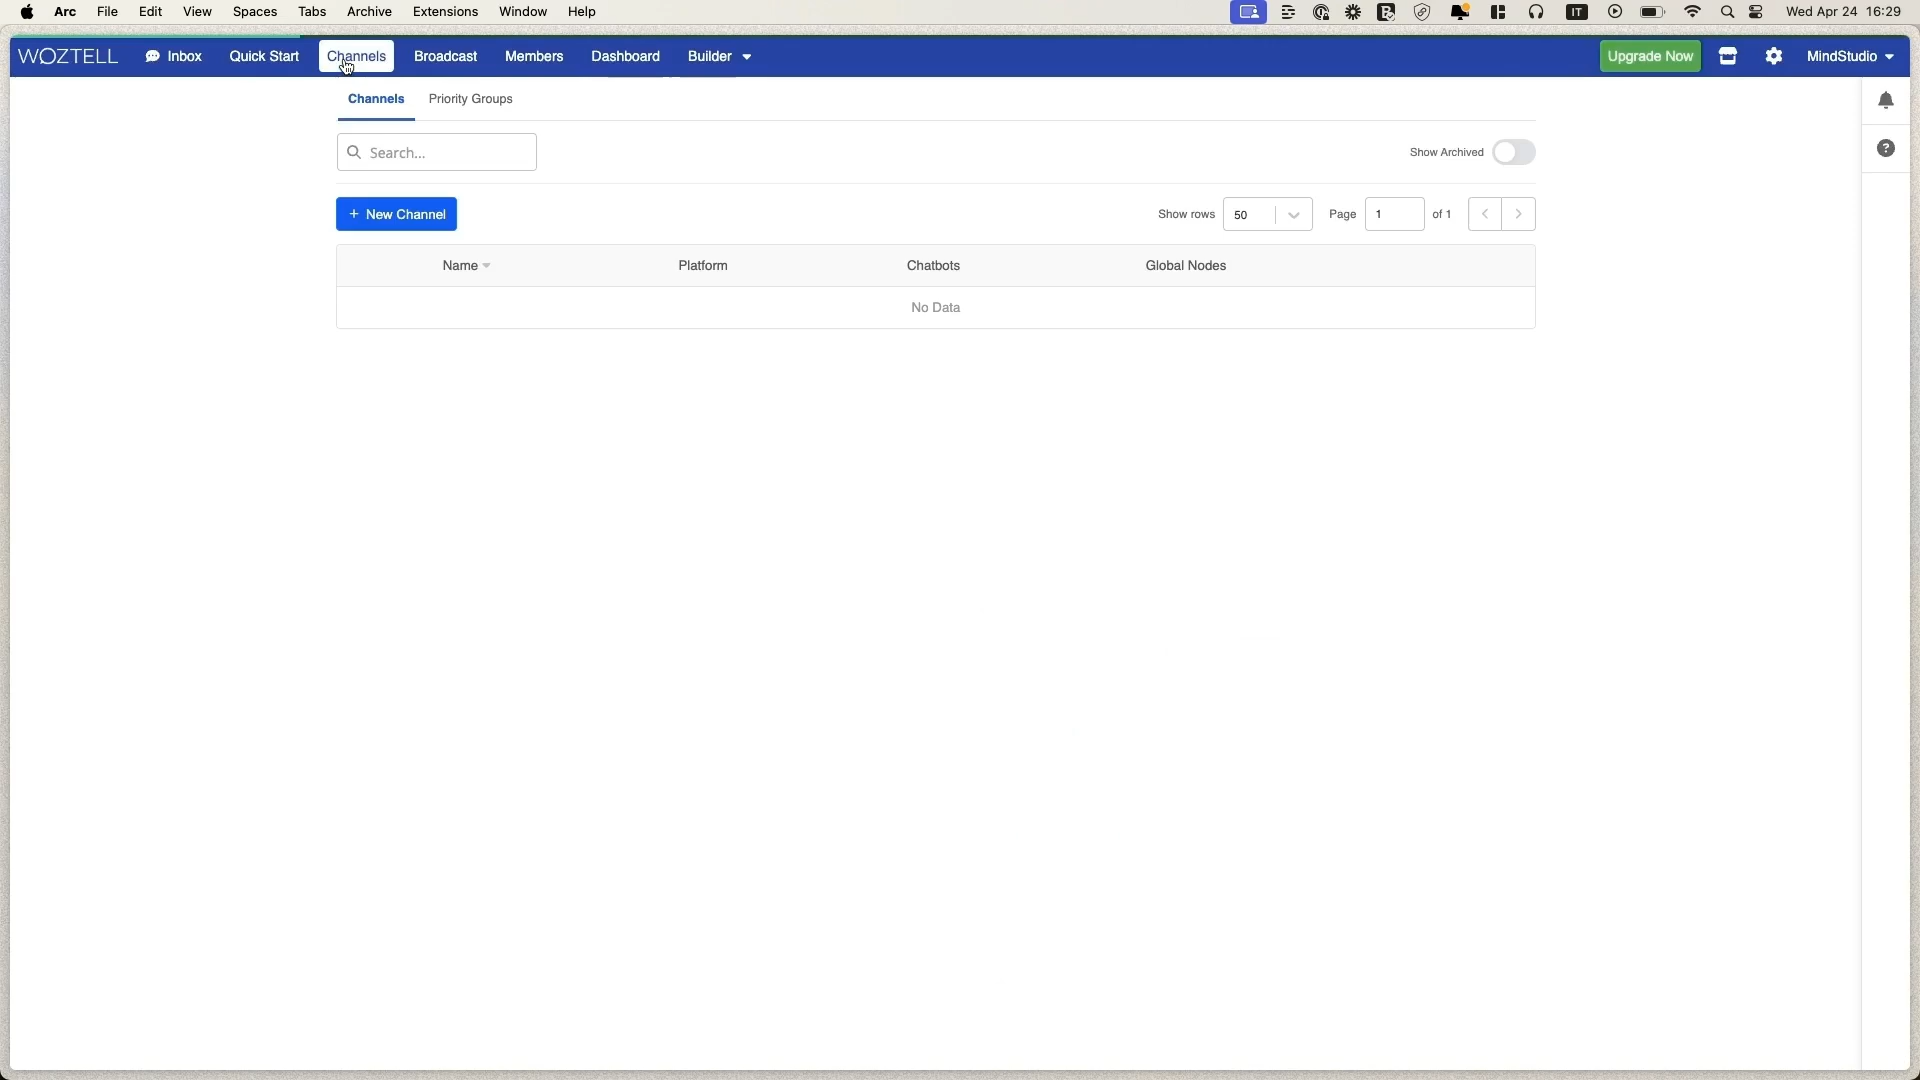 Arc File Edit View Spaces Tabs Archive Extensions Window Help IT Wed Apr 24 16:29
WOZTELL Inbox Quick Start Channels Broadcast Members Dashboard Builder Upgrade Now MindStudio
Channels Priority Groups
Search... Show Archived
+ New Channel Show rows 50 Page 1 of 1
Name Platform Chatbots Global Nodes
No Data